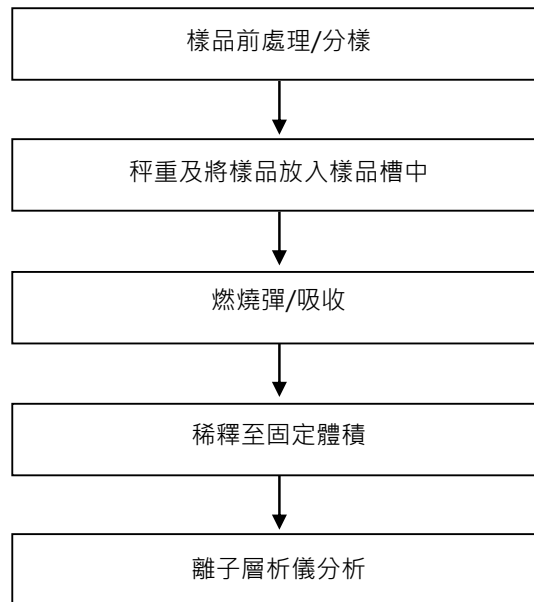 樣品前處理/分樣
秤重及將樣品放入樣品槽中
燃燒彈/吸收
稀釋至固定體積
離子層析儀分析